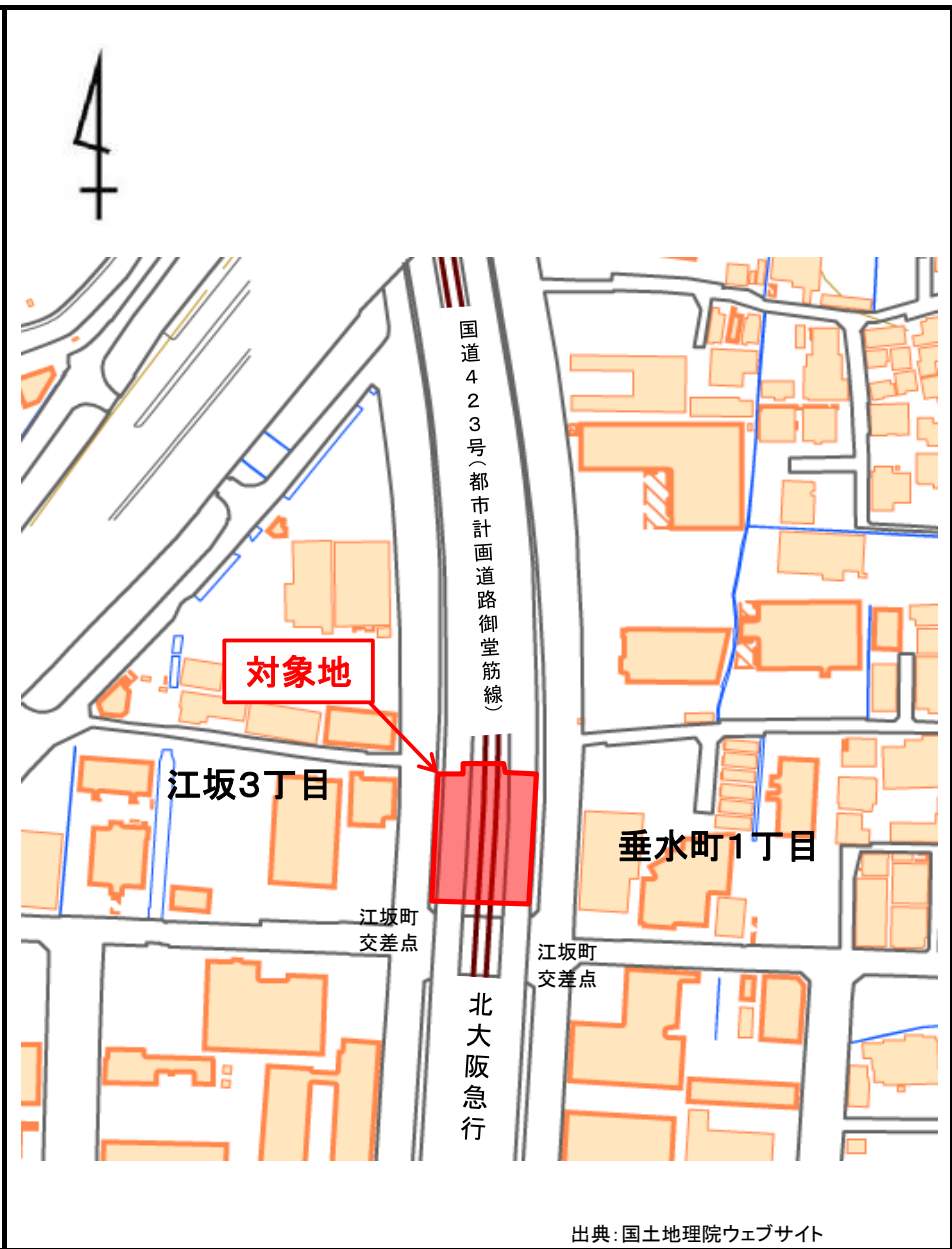 国道423号(都市計画道路御堂筋線)
対象地
江坂3丁目
垂水町1丁目
江坂町
交差点
江坂町
交差点
北大阪急行
出典:国土地理院ウェブサイト